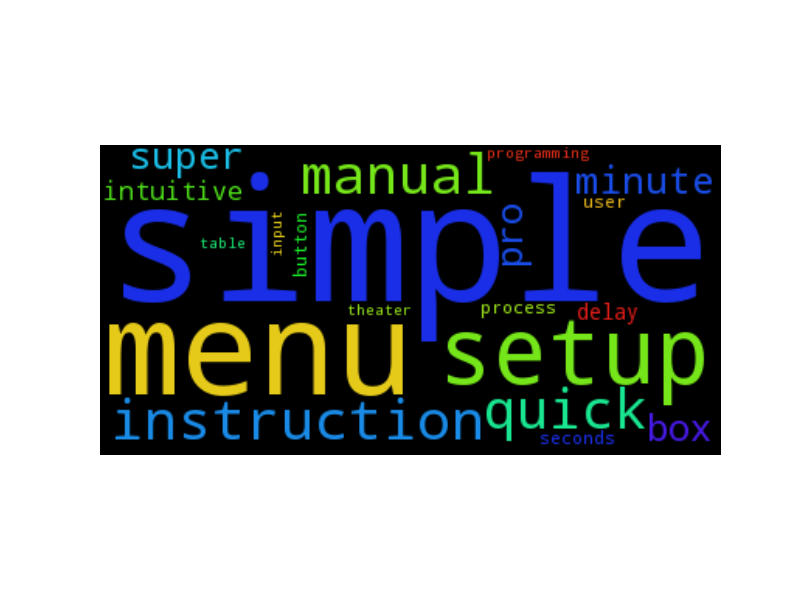 super
programming
manual
minute
intuitive
user
simple
pro
input
button
table
theater
process
delay
menu
setup
quick
instruction
box
seconds